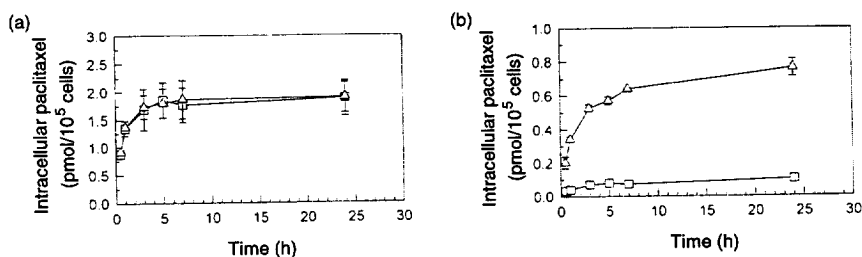 (a)
Intracellular paclitaxel
(pmol/10⁵ cells)
3.0
2.5
2.0
1.5
1.0
0.5
0.0
0 5 10 15 20 25 30
Time (h)
(b)
Intracellular paclitaxel
(pmol/10⁵ cells)
1.0
0.8
0.6
0.4
0.2
0.0
0 5 10 15 20 25 30
Time (h)